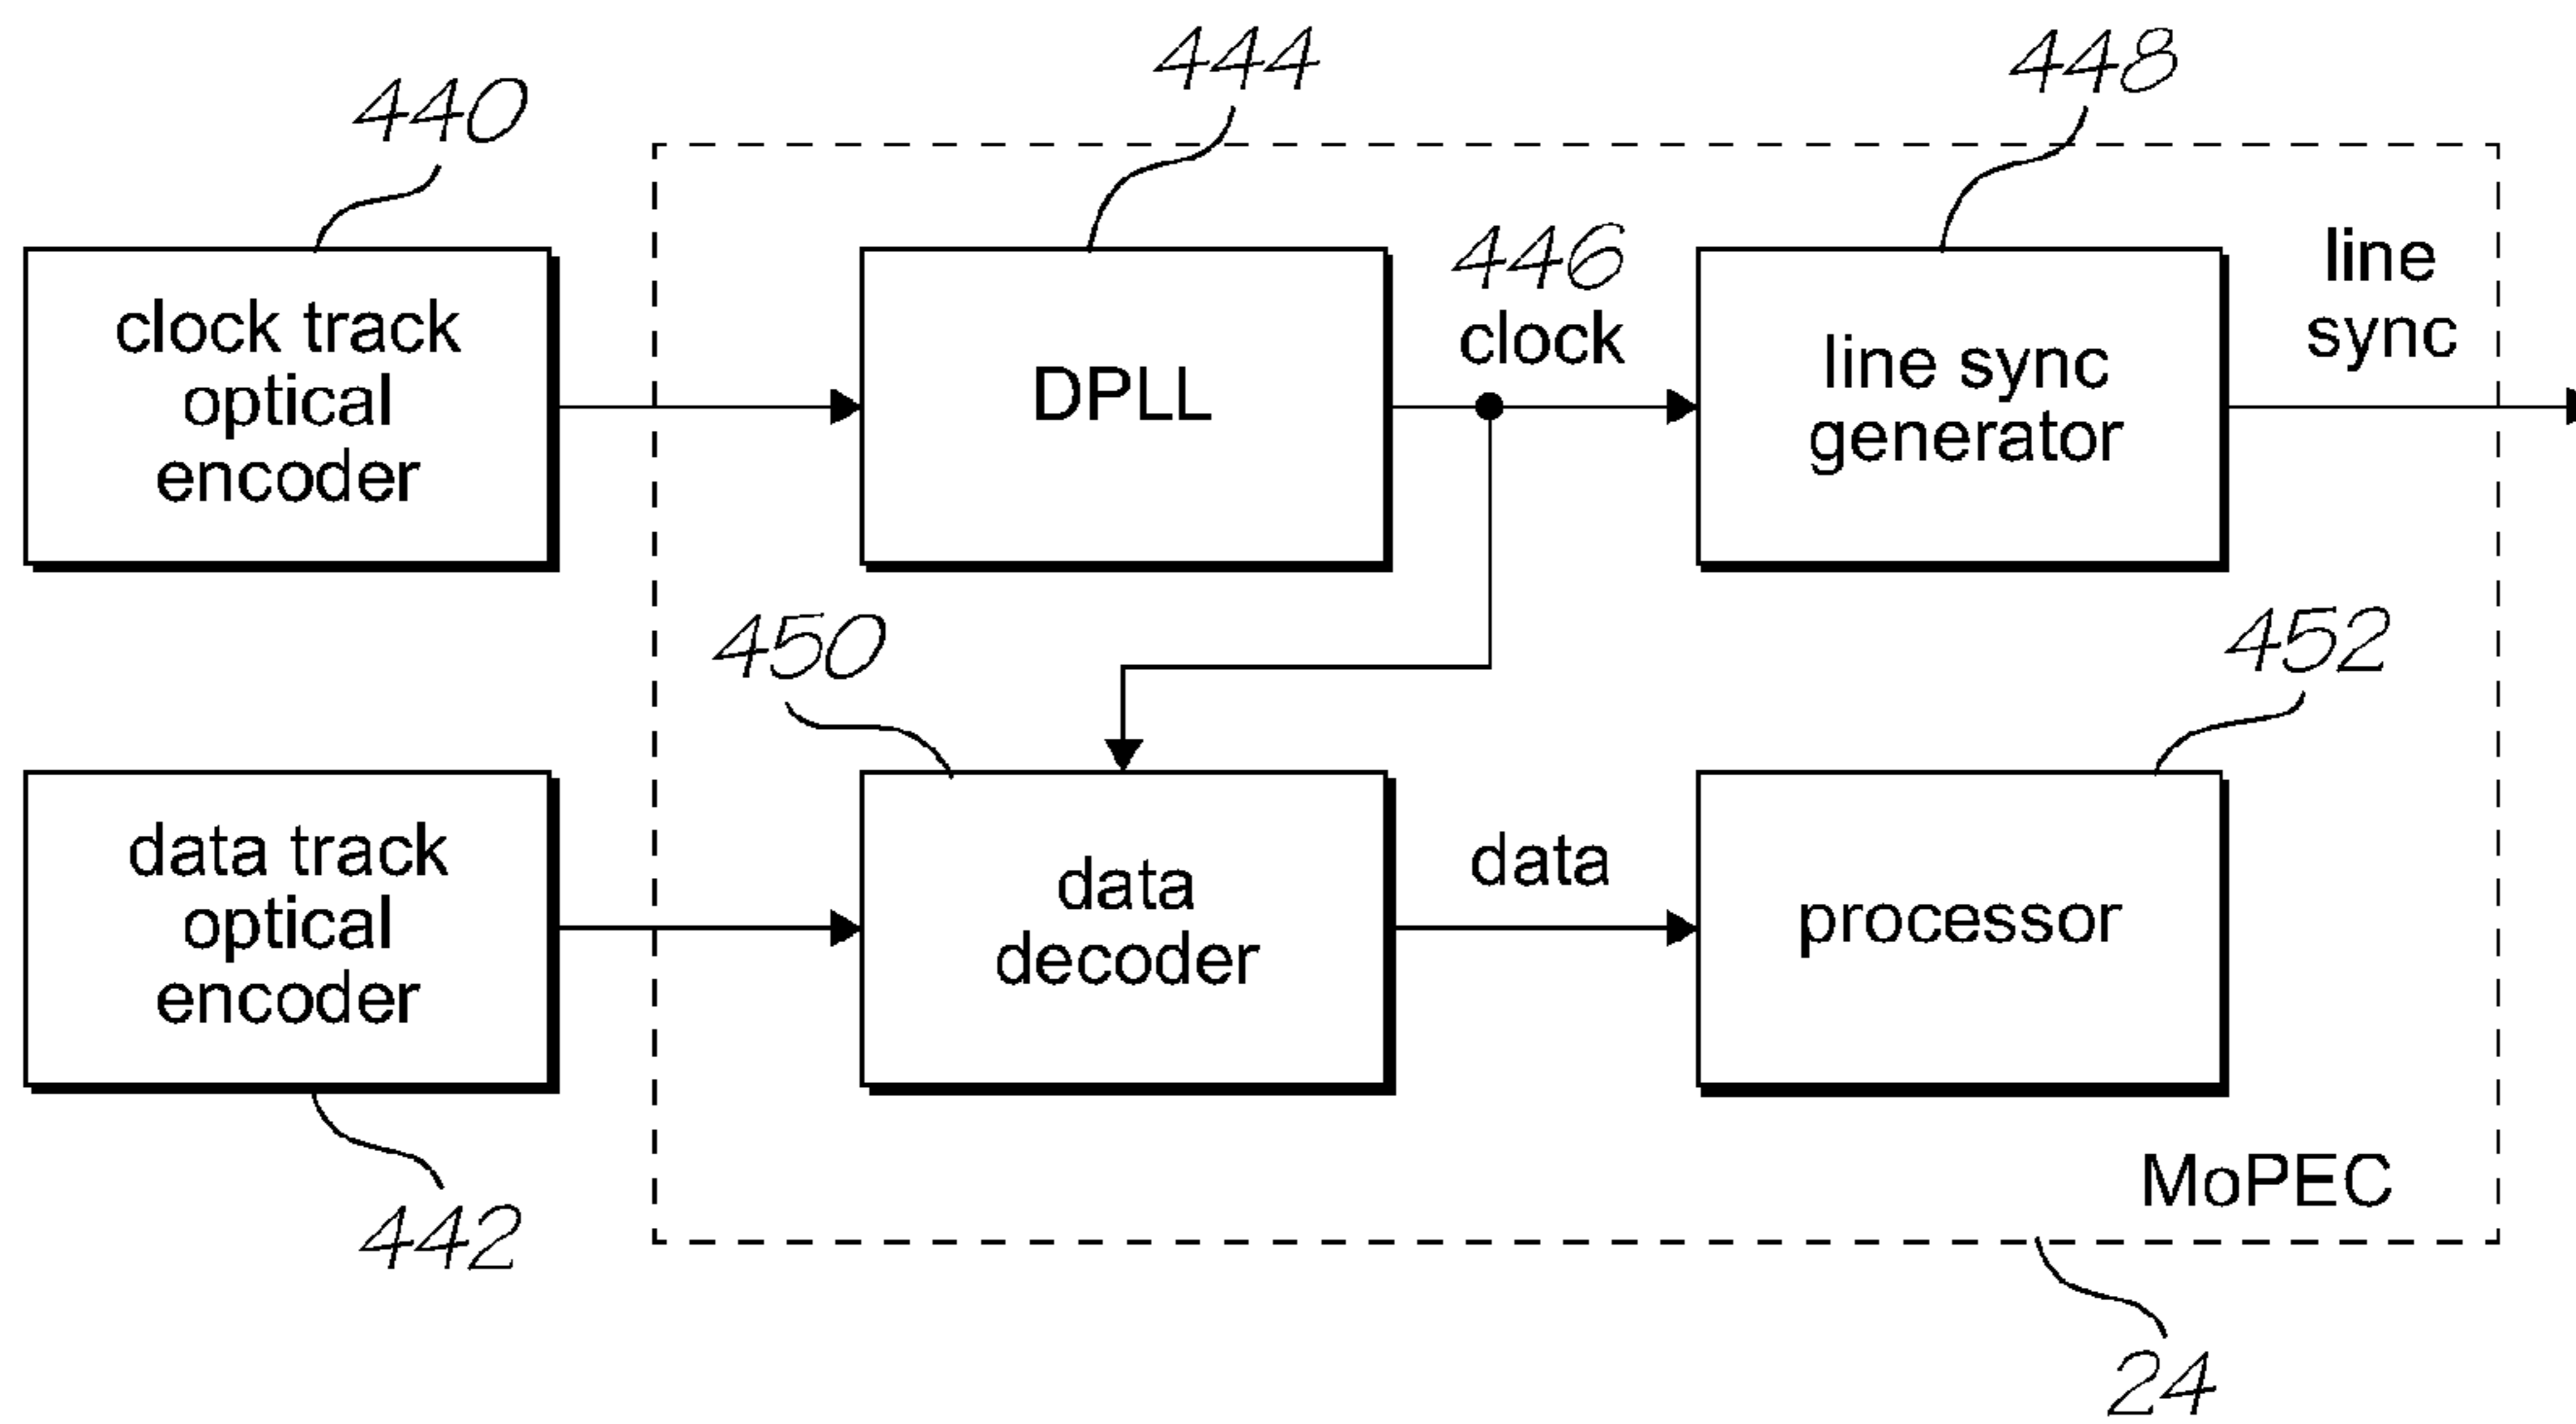 440
444
448
clock track
optical
encoder
DPLL
446
clock
line sync
generator
line
sync
450
452
data track
optical
encoder
data
decoder
data
processor
MoPEC
442
24